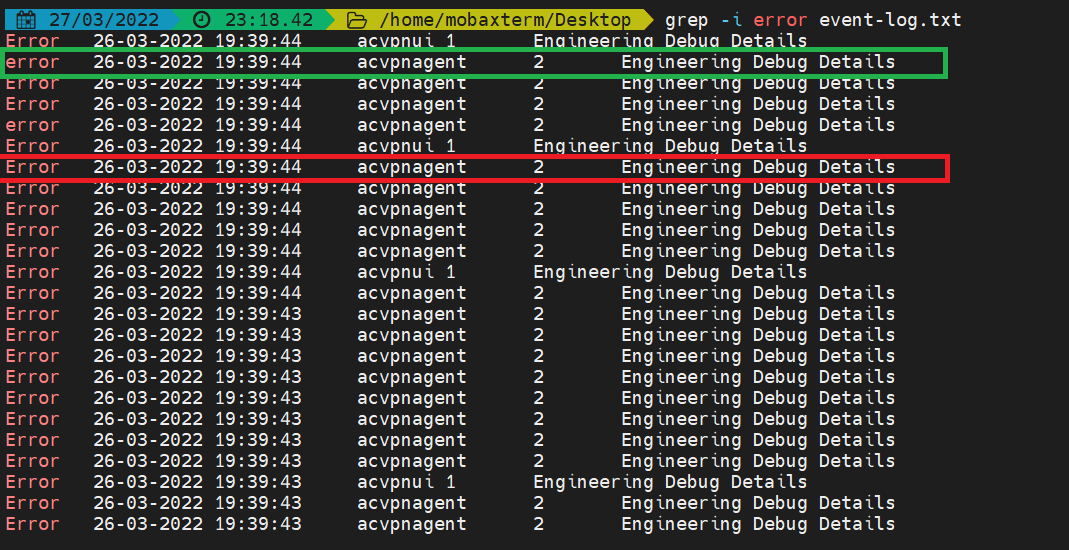 27/03/2022 23:18.42 /home/mobaxterm/Desktop grep -i error event-log.txt
Error 26-03-2022 19:39:44 acvpnui 1 Engineering Debug Details
error 26-03-2022 19:39:44 acvpnagent 2 Engineering Debug Details
Error 26-03-2022 19:39:44 acvpnagent 2 Engineering Debug Details
Error 26-03-2022 19:39:44 acvpnagent 2 Engineering Debug Details
error 26-03-2022 19:39:44 acvpnagent 2 Engineering Debug Details
Error 26-03-2022 19:39:44 acvpnui 1 Engineering Debug Details
Error 26-03-2022 19:39:44 acvpnagent 2 Engineering Debug Details
Error 26-03-2022 19:39:44 acvpnagent 2 Engineering Debug Details
Error 26-03-2022 19:39:44 acvpnagent 2 Engineering Debug Details
Error 26-03-2022 19:39:44 acvpnagent 2 Engineering Debug Details
Error 26-03-2022 19:39:44 acvpnagent 2 Engineering Debug Details
Error 26-03-2022 19:39:44 acvpnui 1 Engineering Debug Details
Error 26-03-2022 19:39:44 acvpnagent 2 Engineering Debug Details
Error 26-03-2022 19:39:43 acvpnagent 2 Engineering Debug Details
Error 26-03-2022 19:39:43 acvpnagent 2 Engineering Debug Details
Error 26-03-2022 19:39:43 acvpnagent 2 Engineering Debug Details
Error 26-03-2022 19:39:43 acvpnagent 2 Engineering Debug Details
Error 26-03-2022 19:39:43 acvpnagent 2 Engineering Debug Details
Error 26-03-2022 19:39:43 acvpnagent 2 Engineering Debug Details
Error 26-03-2022 19:39:43 acvpnagent 2 Engineering Debug Details
Error 26-03-2022 19:39:43 acvpnagent 2 Engineering Debug Details
Error 26-03-2022 19:39:43 acvpnui 1 Engineering Debug Details
Error 26-03-2022 19:39:43 acvpnagent 2 Engineering Debug Details
Error 26-03-2022 19:39:43 acvpnagent 2 Engineering Debug Details